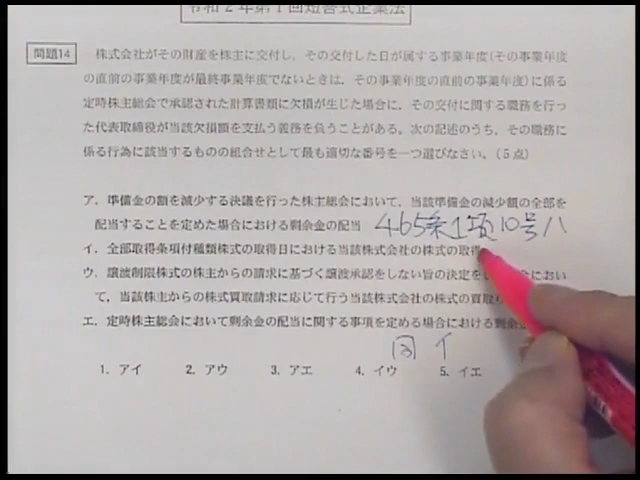 令和2年第1回短答式企業法
問題14 株式会社がその財産を株主に交付し、その交付した日が属する事業年度(その事業年度
の直前の事業年度が最終事業年度でないときは、その事業年度の直前の事業年度)に係る
定時株主総会で承認された計算書類に欠損が生じた場合に、その交付に関する職務を行っ
た代表取締役が当該欠損額を支払う義務を負うことがある。次の記述のうち、その職務に
係る行為に該当するものの組合せとして最も適切な番号を一つ選びなさい。(5点)
ア. 準備金の額を減少する決議を行った株主総会において、当該準備金の減少額の全部を
配当することを定めた場合における剰余金の配当 465条1項10号ハ
イ. 全部取得条項付種類株式の取得日における当該株式会社の株式の取得
ウ. 譲渡制限株式の株主からの請求に基づく譲渡承認をしない旨の決定を
い
て、当該株主からの株式買取請求に応じて行う当該株式会社の株式の買取
エ. 定時株主総会において剰余金の配当に関する事項を定める場合における剰余
同 イ
1. アイ 2. アウ 3. アエ 4. イウ 5. イエ